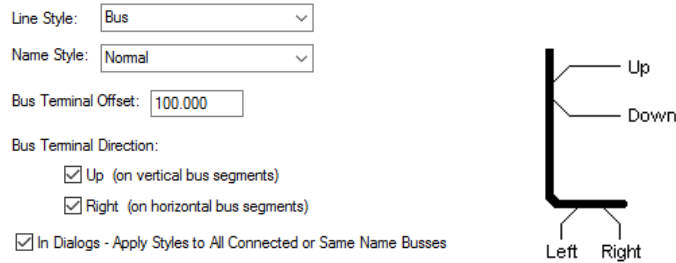 Line Style: Bus
Name Style: Normal
Bus Terminal Offset: 100.000
Bus Terminal Direction:
Up (on vertical bus segments)
Right (on horizontal bus segments)
In Dialogs - Apply Styles to All Connected or Same Name Busses
Up
Down
Left Right